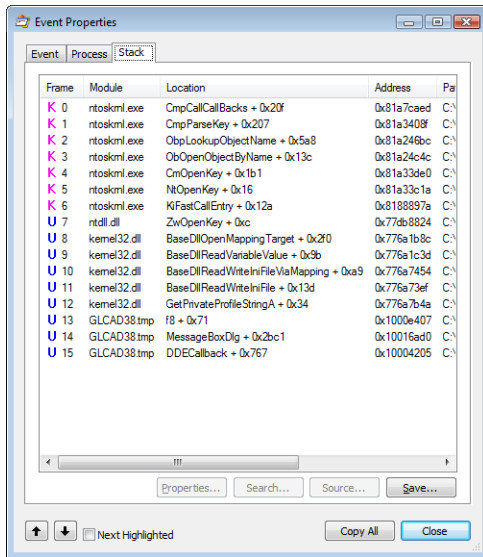 Event Properties
Event Process Stack
Frame Module Location Address Pa
K 0 ntoskrnl.exe CmpCallCallBacks + 0x20f 0x81a7caed C:\
K 1 ntoskrnl.exe CmpParseKey + 0x207 0x81a3408f C:\
K 2 ntoskrnl.exe ObpLookupObjectName + 0x5a8 0x81a246bc C:\
K 3 ntoskrnl.exe ObOpenObjectByName + 0x13c 0x81a24c4c C:\
K 4 ntoskrnl.exe CmOpenKey + 0x1b1 0x81a33de0 C:\
K 5 ntoskrnl.exe NtOpenKey + 0x16 0x81a33c1a C:\
K 6 ntoskrnl.exe KiFastCallEntry + 0x12a 0x8188897a C:\
U 7 ntdll.dll ZwOpenKey + 0xc 0x77db8824 C:\
U 8 kernel32.dll BaseDllOpenMappingTarget + 0x2f0 0x776a1b8c C:\
U 9 kernel32.dll BaseDllReadVariableValue + 0x9b 0x776a1c3d C:\
U 10 kernel32.dll BaseDllReadWriteIniFileViaMapping + 0xa9 0x776a7454 C:\
U 11 kernel32.dll BaseDllReadWriteIniFile + 0x13d 0x776a73ef C:\
U 12 kernel32.dll GetPrivateProfileStringA + 0x34 0x776a7b4a C:\
U 13 GLCAD38.tmp f8 + 0x71 0x1000e407 C:\
U 14 GLCAD38.tmp MessageBoxDlg + 0x2bc1 0x10016ad0 C:\
U 15 GLCAD38.tmp DDECallback + 0x767 0x10004205 C:\
Properties... Search... Source... Save...
Next Highlighted Copy All Close